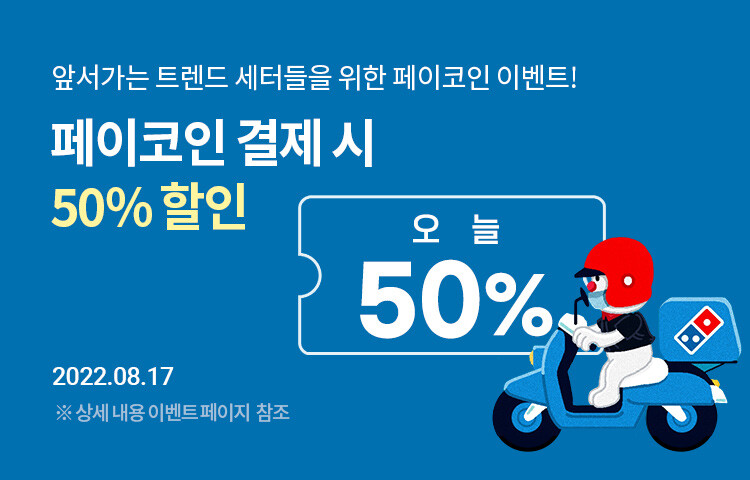 앞서가는 트렌드 세터들을 위한 페이코인 이벤트!
페이코인 결제 시
50% 할인
오 늘
50%
2022.08.17
※ 상세 내용 이벤트 페이지 참조